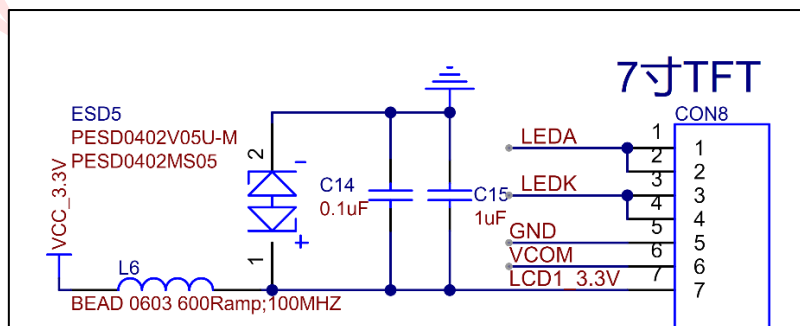 7寸TFT
ESD5
PESD0402V05U-M
PESD0402MS05
VCC_3.3V
2
1
C14
0.1uF
C15
1uF
L6
BEAD 0603 600Ramp;100MHZ
CON8
LEDA
LEDK
GND
VCOM
LCD1_3.3V
1
2
3
4
5
6
7
1
2
3
4
5
6
7